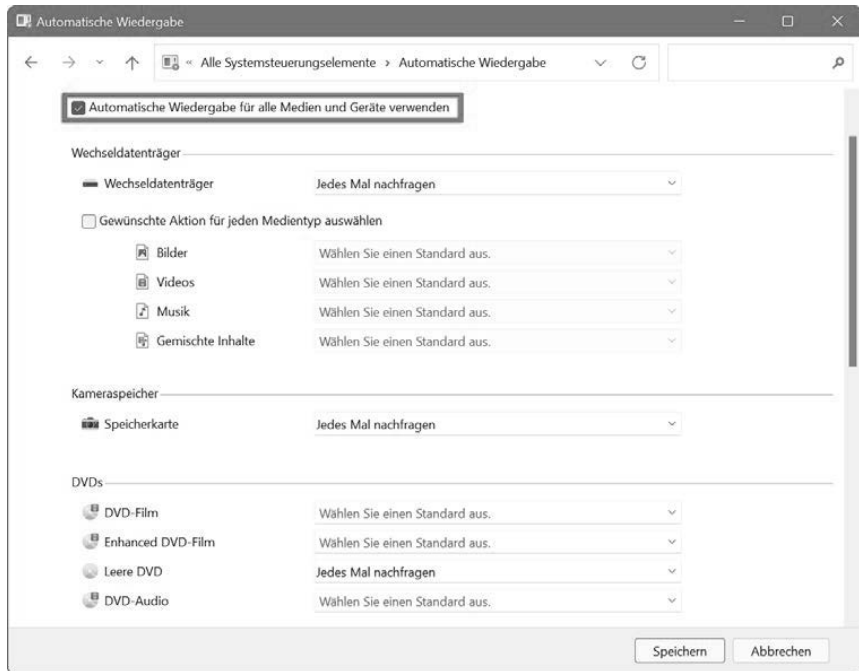 Automatische Wiedergabe
« Alle Systemsteuerungselemente › Automatische Wiedergabe
Automatische Wiedergabe für alle Medien und Geräte verwenden
Wechseldatenträger
Wechseldatenträger Jedes Mal nachfragen
Gewünschte Aktion für jeden Medientyp auswählen
Bilder Wählen Sie einen Standard aus.
Videos Wählen Sie einen Standard aus.
Musik Wählen Sie einen Standard aus.
Gemischte Inhalte Wählen Sie einen Standard aus.
Kameraspeicher
Speicherkarte Jedes Mal nachfragen
DVDs
DVD-Film Wählen Sie einen Standard aus.
Enhanced DVD-Film Wählen Sie einen Standard aus.
Leere DVD Jedes Mal nachfragen
DVD-Audio Wählen Sie einen Standard aus.
Speichern Abbrechen